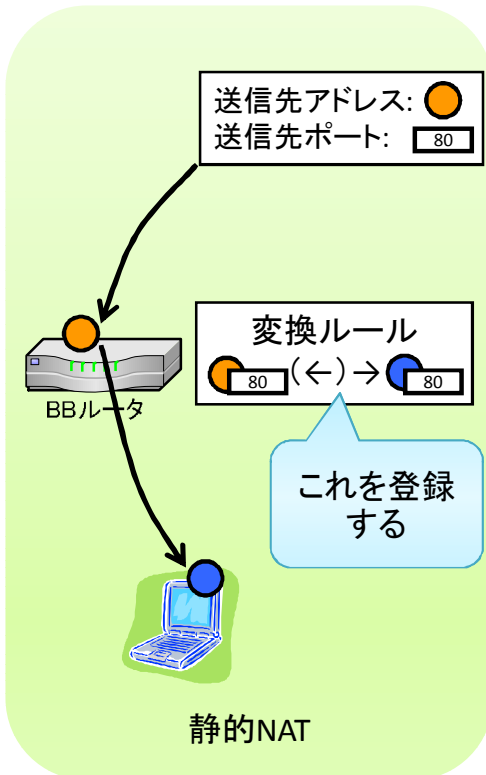 送信先アドレス:
送信先ポート: 80
変換ルール
80 (←)→ 80
BBルータ
これを登録
する
静的NAT